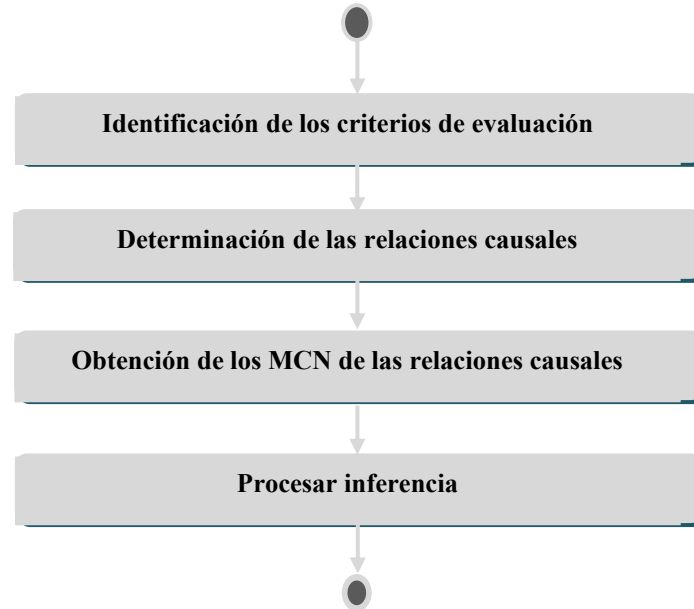 Identificación de los criterios de evaluación
Determinación de las relaciones causales
Obtención de los MCN de las relaciones causales
Procesar inferencia